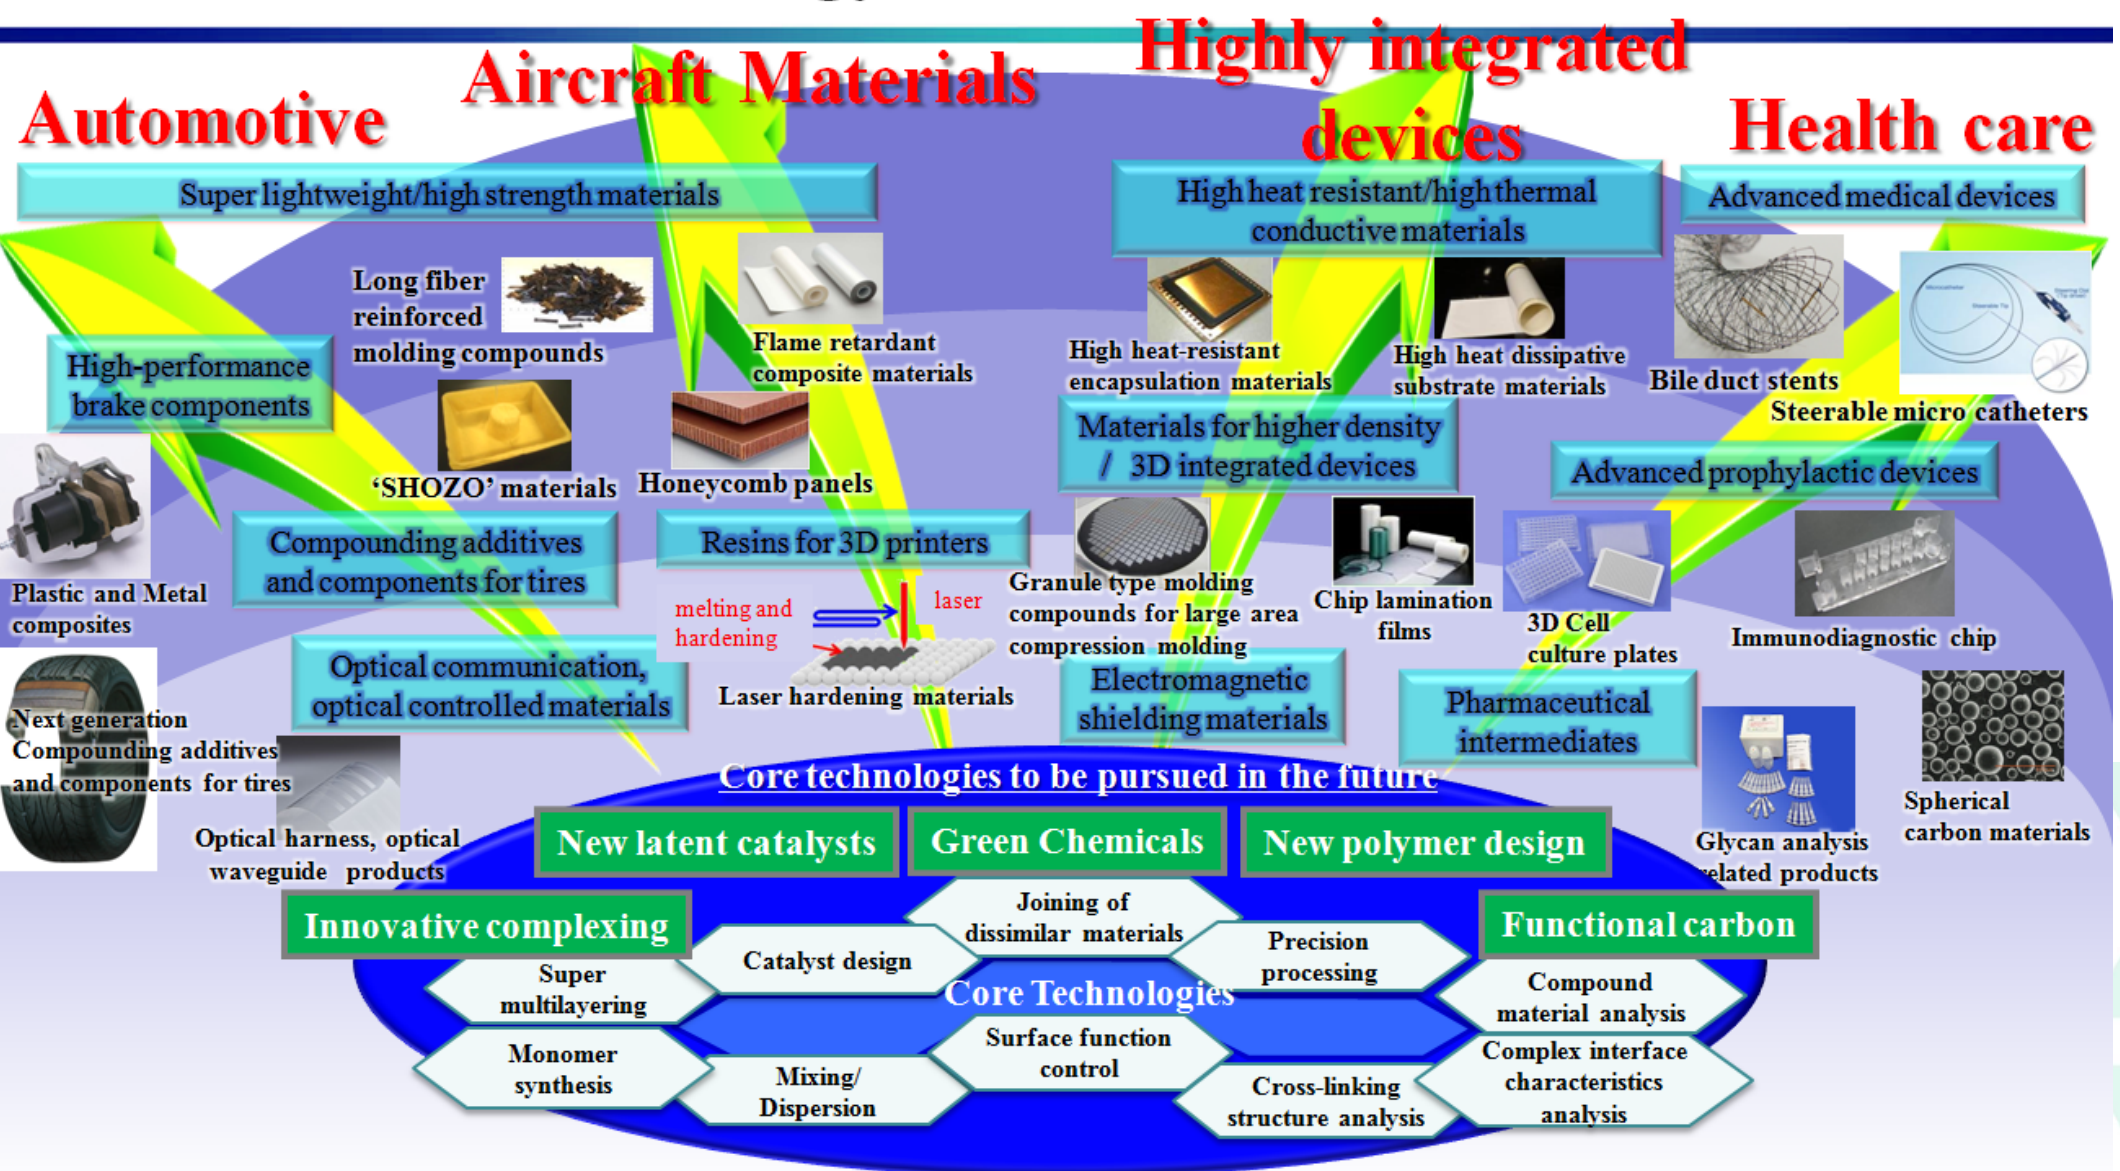 Automotive
Aircraft Materials
Highly integrated
devices
Health care
Super lightweight/high strength materials
High heat resistant/high thermal
conductive materials
Advanced medical devices
Long fiber
reinforced
molding compounds
Flame retardant
composite materials
High heat-resistant
encapsulation materials
High heat dissipative
substrate materials
Bile duct stents
Microcatheter
Steerable Tip
Steerable micro catheters
High-performance
brake components
'SHOZO' materials
Honeycomb panels
Materials for higher density
/ 3D integrated devices
Advanced prophylactic devices
Plastic and Metal
composites
Compounding additives
and components for tires
Resins for 3D printers
melting and
hardening
laser
Laser hardening materials
Granule type molding
compounds for large area
compression molding
Chip lamination
films
3D Cell
culture plates
Immunodiagnostic chip
Optical communication,
optical controlled materials
Electromagnetic
shielding materials
Pharmaceutical
intermediates
Next generation
Compounding additives
and components for tires
Optical harness, optical
waveguide products
Glycan analysis
related products
Spherical
carbon materials
Core technologies to be pursued in the future
New latent catalysts
Green Chemicals
New polymer design
Innovative complexing
Functional carbon
Joining of
dissimilar materials
Catalyst design
Precision
processing
Super
multilayering
Core Technologies
Compound
material analysis
Monomer
synthesis
Mixing/
Dispersion
Surface function
control
Cross-linking
structure analysis
Complex interface
characteristics
analysis